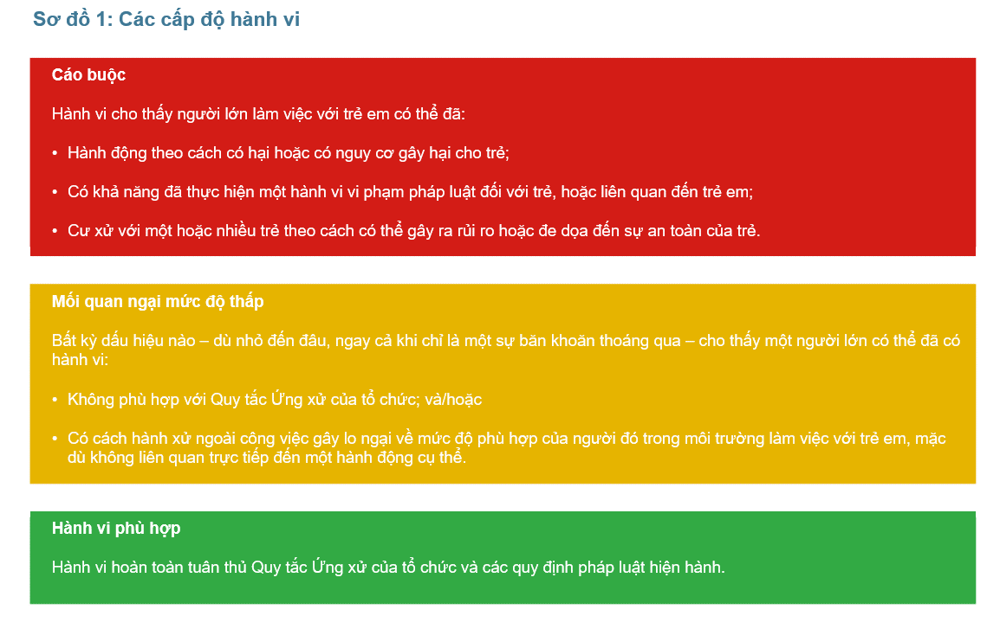 Sơ đồ 1: Các cấp độ hành vi
Cáo buộc
Hành vi cho thấy người lớn làm việc với trẻ em có thể đã:
• Hành động theo cách có hại hoặc có nguy cơ gây hại cho trẻ;
• Có khả năng đã thực hiện một hành vi vi phạm pháp luật đối với trẻ, hoặc liên quan đến trẻ em;
• Cư xử với một hoặc nhiều trẻ theo cách có thể gây ra rủi ro hoặc đe dọa đến sự an toàn của trẻ.
Mối quan ngại mức độ thấp
Bất kỳ dấu hiệu nào – dù nhỏ đến đâu, ngay cả khi chỉ là một sự băn khoăn thoáng qua – cho thấy một người lớn có thể đã có
hành vi:
• Không phù hợp với Quy tắc Ứng xử của tổ chức; và/hoặc
• Có cách hành xử ngoài công việc gây lo ngại về mức độ phù hợp của người đó trong môi trường làm việc với trẻ em, mặc
dù không liên quan trực tiếp đến một hành động cụ thể.
Hành vi phù hợp
Hành vi hoàn toàn tuân thủ Quy tắc Ứng xử của tổ chức và các quy định pháp luật hiện hành.